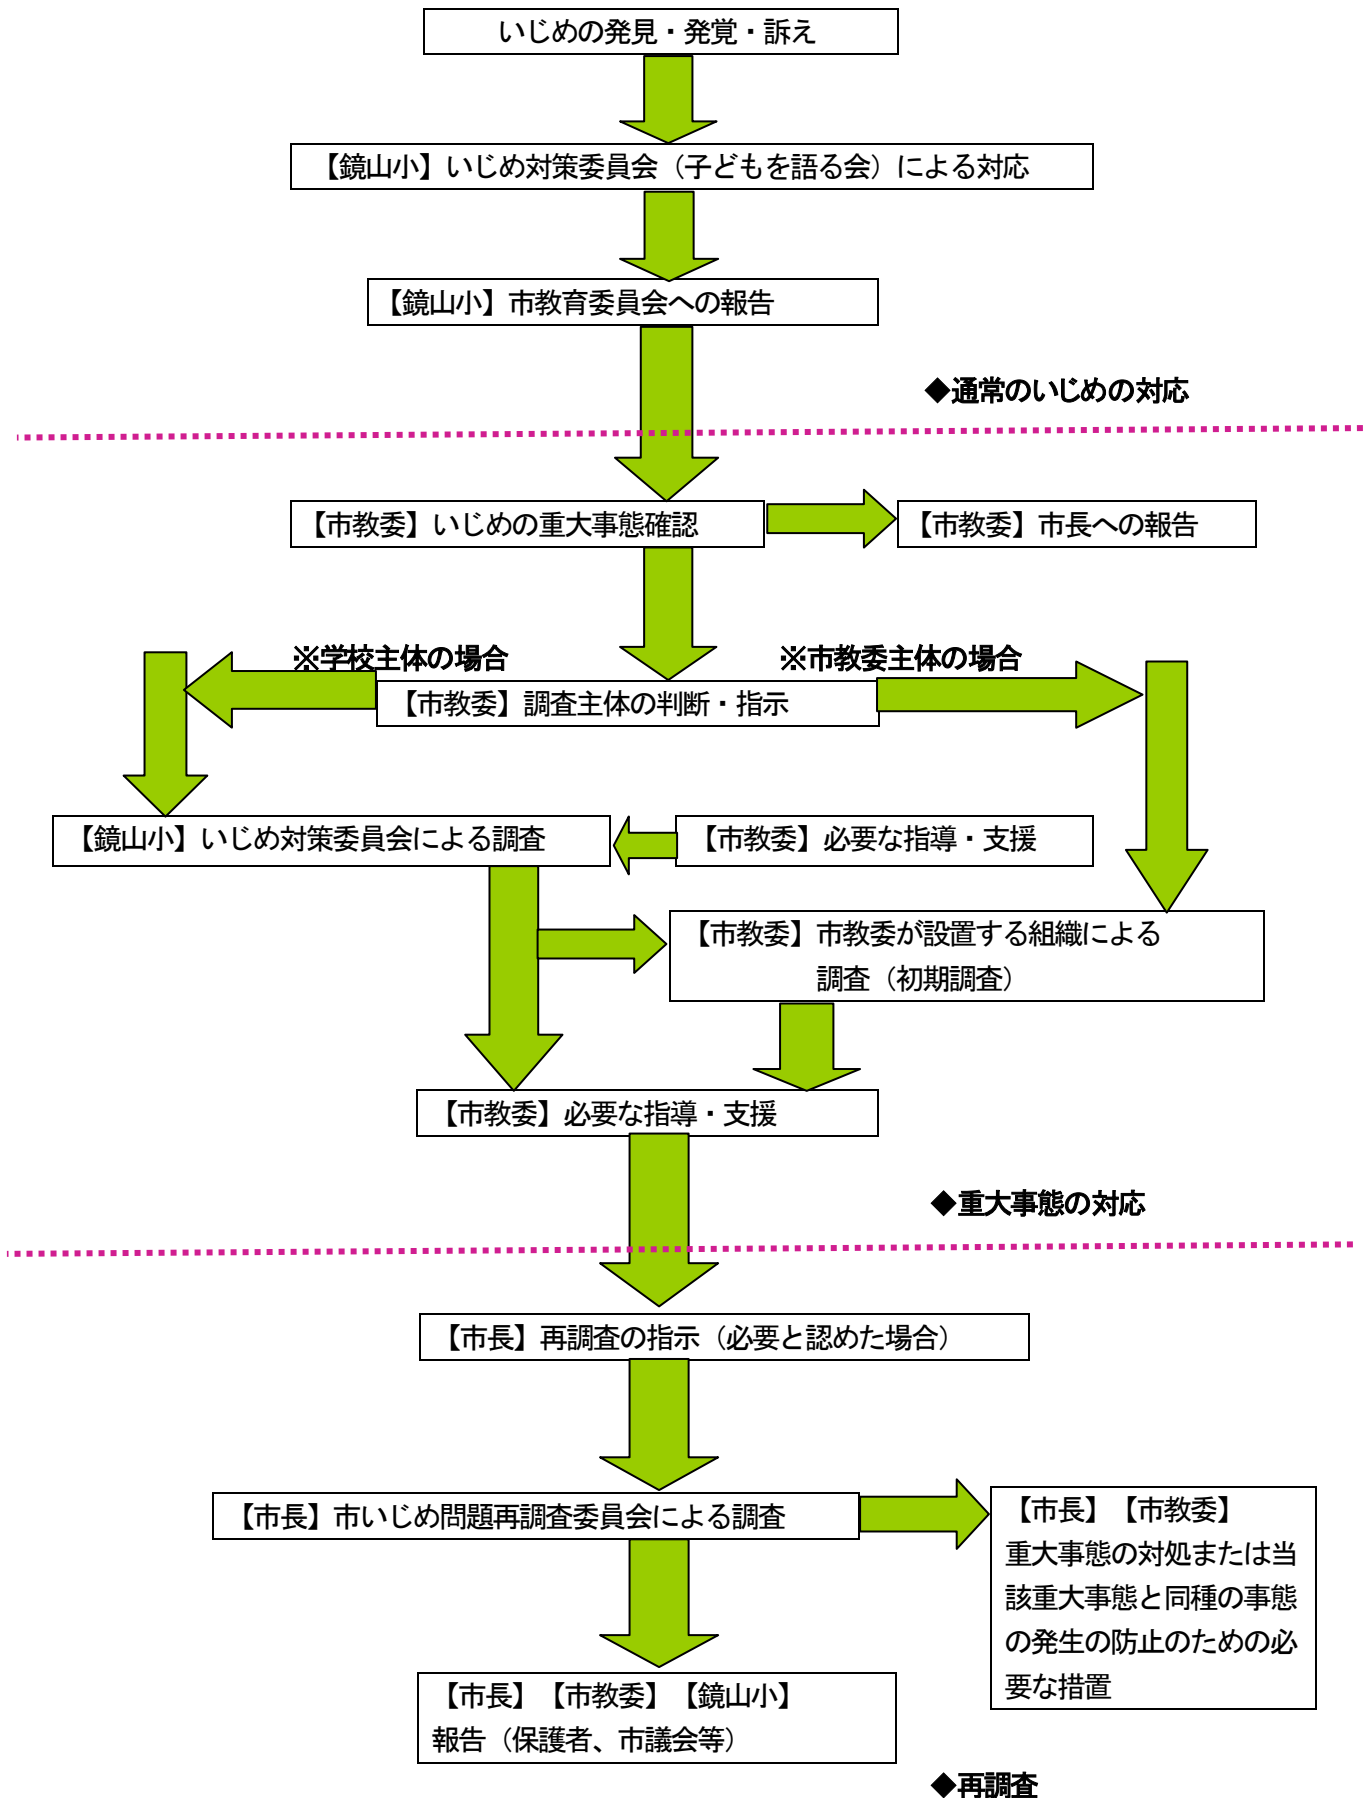 いじめの発見・発覚・訴え
【鏡山小】いじめ対策委員会（子どもを語る会）による対応
【鏡山小】市教育委員会への報告
◆通常のいじめの対応
【市教委】いじめの重大事態確認
【市教委】市長への報告
※学校主体の場合
※市教委主体の場合
【市教委】調査主体の判断・指示
【鏡山小】いじめ対策委員会による調査
【市教委】必要な指導・支援
【市教委】市教委が設置する組織による
調査（初期調査）
【市教委】必要な指導・支援
◆重大事態の対応
【市長】再調査の指示（必要と認めた場合）
【市長】市いじめ問題再調査委員会による調査
【市長】【市教委】
重大事態の対処または当
該重大事態と同種の事態
の発生の防止のための必
要な措置
【市長】【市教委】【鏡山小】
報告（保護者、市議会等）
◆再調査